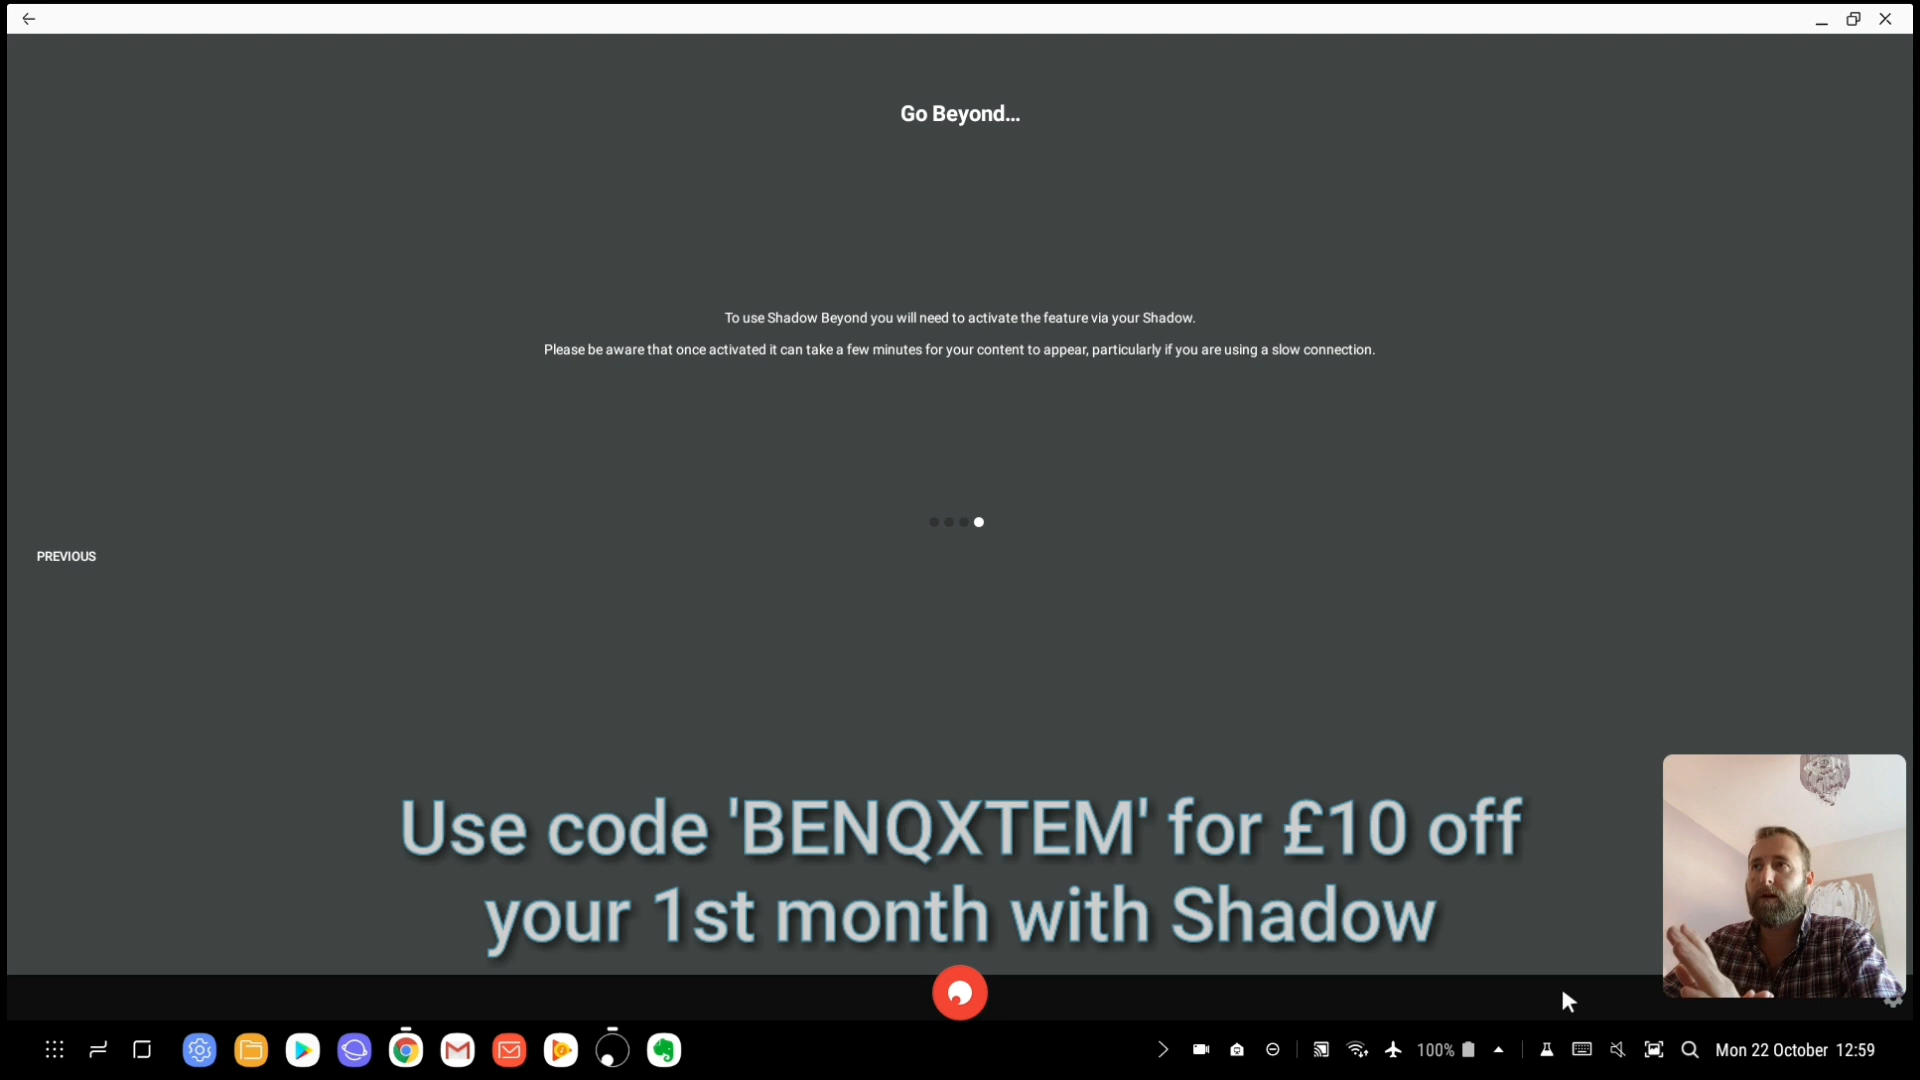 Go Beyond...
To use Shadow Beyond you will need to activate the feature via your Shadow.
Please be aware that once activated it can take a few minutes for your content to appear, particularly if you are using a slow connection.
PREVIOUS
Use code 'BENQXTEM' for £10 off
your 1st month with Shadow
100%
Mon 22 October 12:59